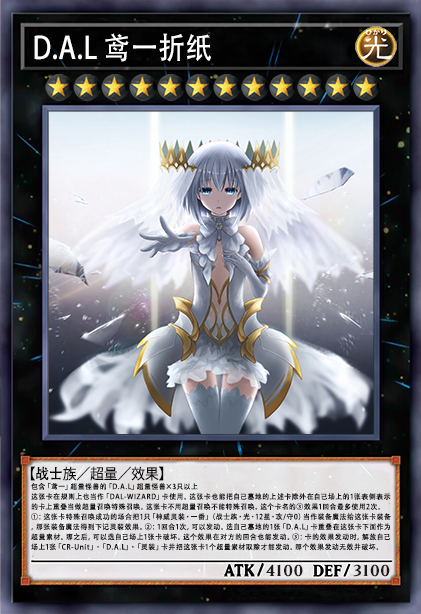 D.A.L 鸢一折纸
ひかり
光
【战士族／超量／效果】
包含「鸢一」超量怪兽的「D.A.L」超量怪兽×3只以上
这张卡在规则上也当作「DAL-WIZARD」卡使用。这张卡也能把自己墓地的上述卡除外在自己场上的1张表侧表示
的卡上重叠当做超量召唤特殊召唤。这张卡不用超量召唤不能特殊召唤。这个卡名的③效果1回合最多使用2次。
①：这张卡特殊召唤成功的场合把1只「神威灵装・一番」(战士族・光・12星・攻/守0)当作装备魔法给这张卡装备
，那张装备魔法得到下记灵装效果。②：1回合1次，可以发动。选自己墓地的1张「D.A.L」重叠在这张卡下面作为
超量素材。那之后，可以选自己场上1张卡破坏。这个效果在对方的回合也能发动。③：卡的效果发动时，解放自己
场上1张「CR-Unit」・「D.A.L」・「灵装」卡并把这张卡1个超量素材取除才能发动。那个效果发动无效并破坏。
ATK/4100 DEF/3100